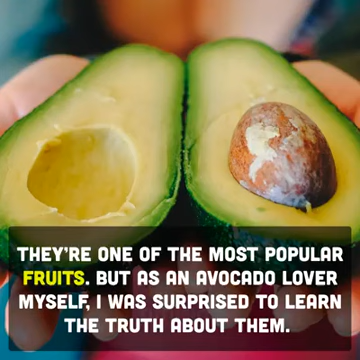 THEY'RE ONE OF THE MOST POPULAR
FRUITS. BUT AS AN AVOCADO LOVER
MYSELF, I WAS SURPRISED TO LEARN
THE TRUTH ABOUT THEM.